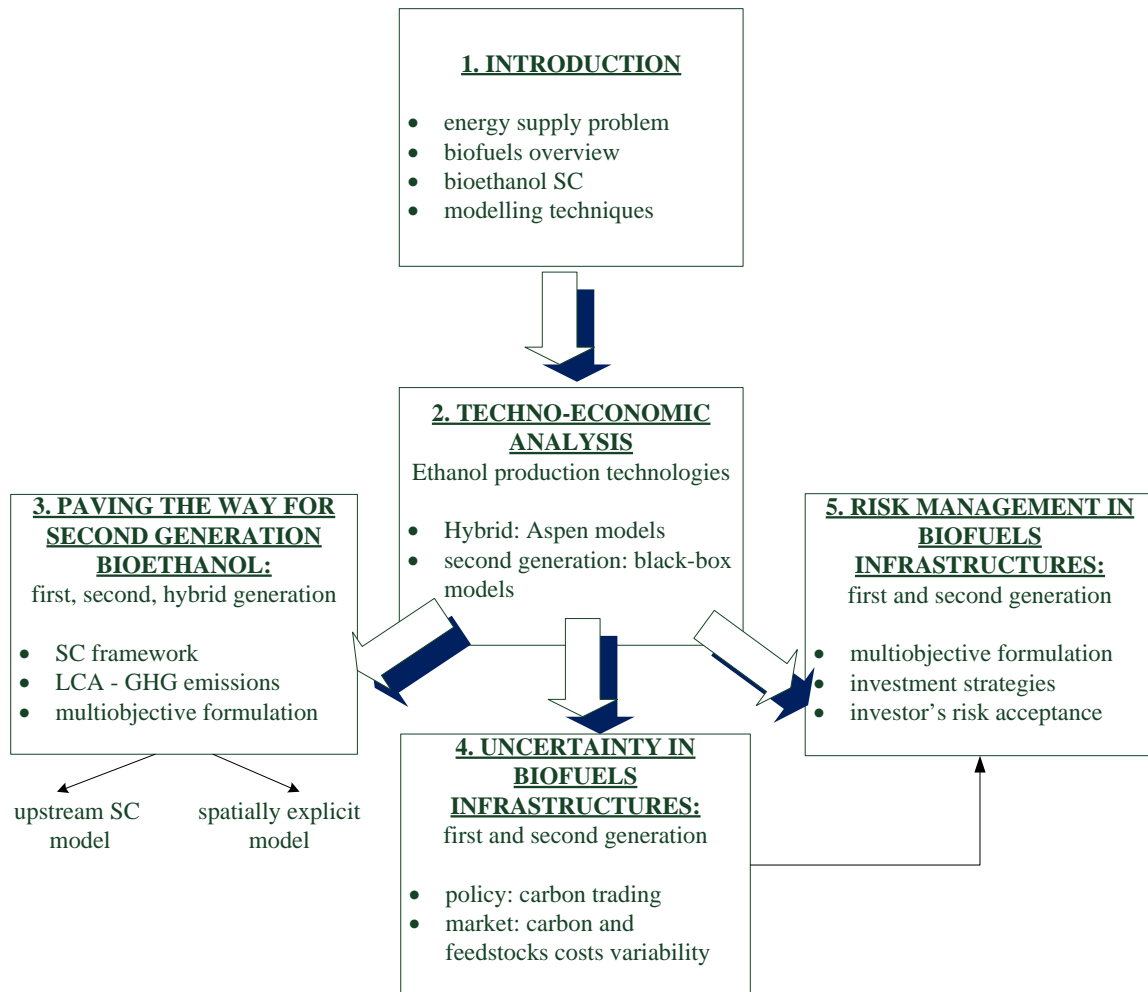 1. INTRODUCTION
• energy supply problem
• biofuels overview
• bioethanol SC
• modelling techniques
2. TECHNO-ECONOMIC
ANALYSIS
Ethanol production technologies
• Hybrid: Aspen models
• second generation: black-box
models
3. PAVING THE WAY FOR
SECOND GENERATION
BIOETHANOL:
first, second, hybrid generation
• SC framework
• LCA - GHG emissions
• multiobjective formulation
upstream SC
model
spatially explicit
model
4. UNCERTAINTY IN
BIOFUELS
INFRASTRUCTURES:
first and second generation
• policy: carbon trading
• market: carbon and
feedstocks costs variability
5. RISK MANAGEMENT IN
BIOFUELS
INFRASTRUCTURES:
first and second generation
• multiobjective formulation
• investment strategies
• investor's risk acceptance